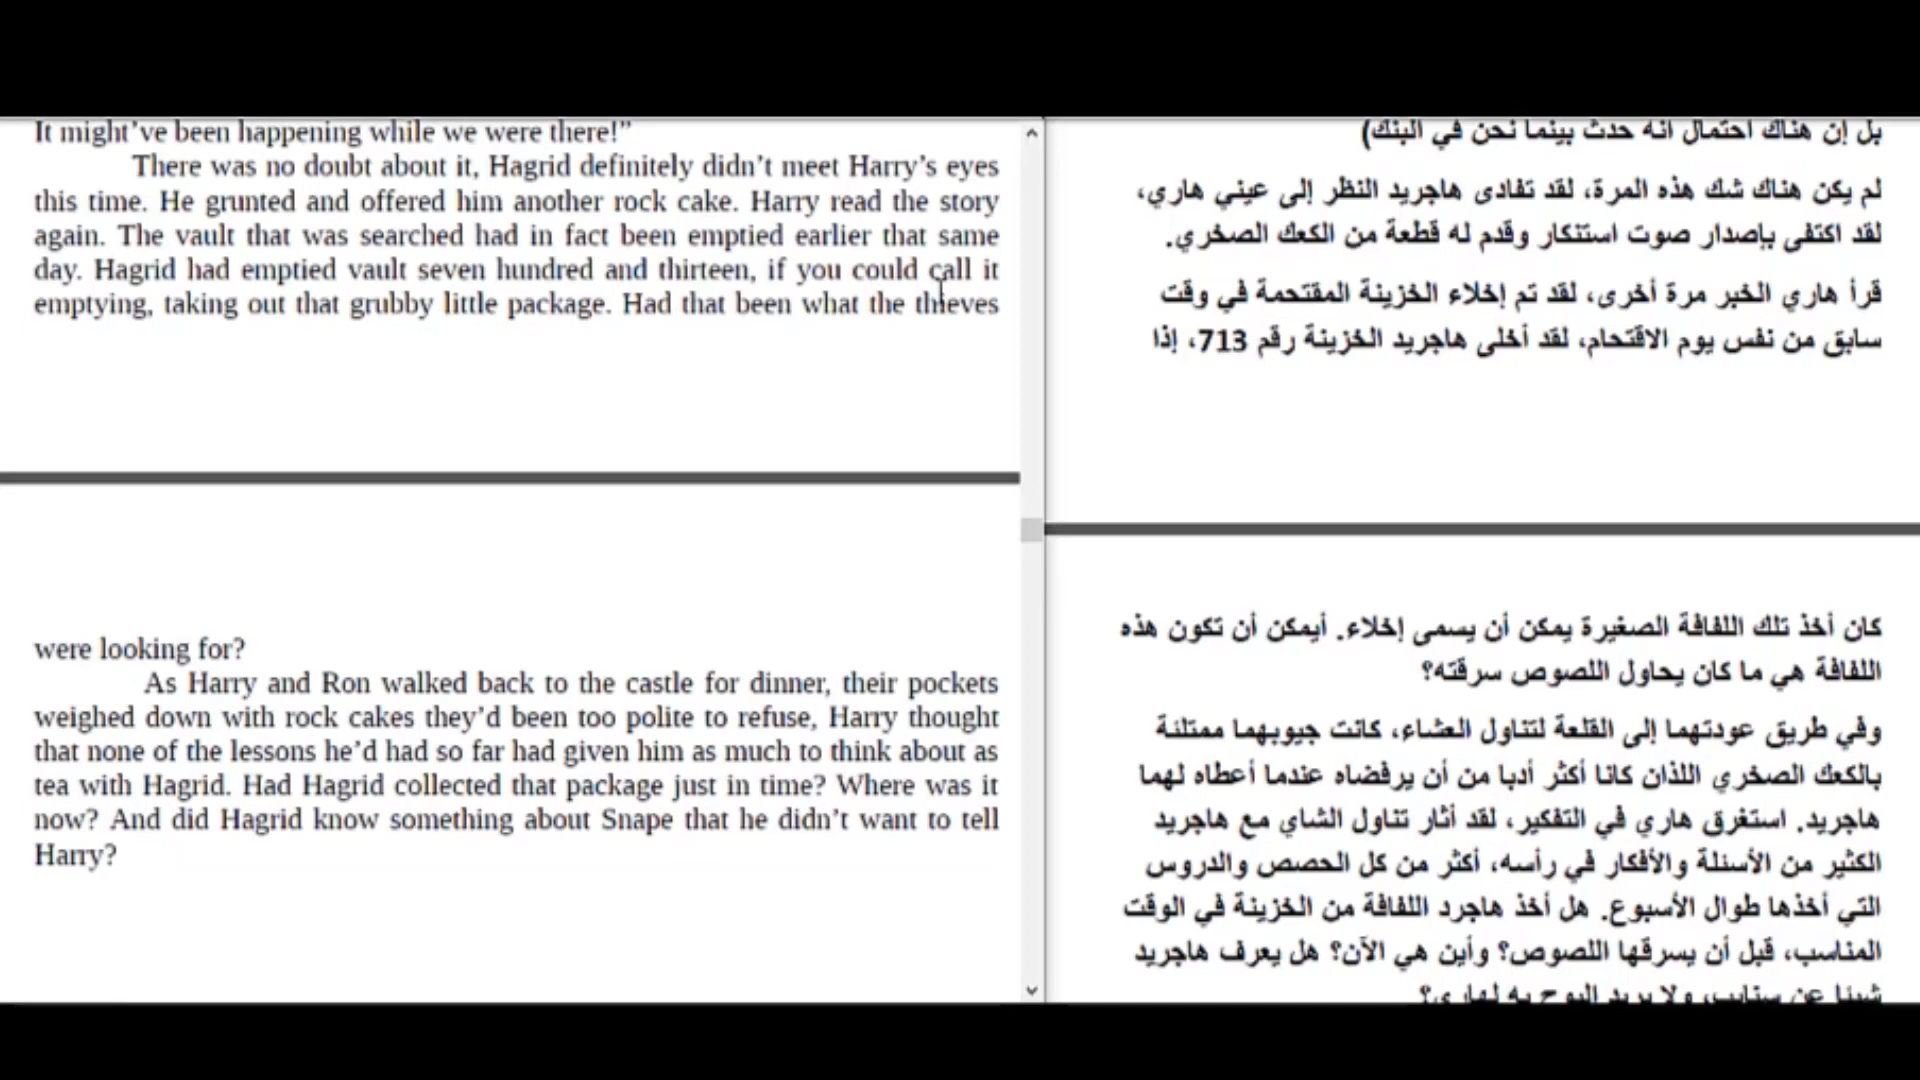 It might’ve been happening while we were there!”
There was no doubt about it, Hagrid definitely didn’t meet Harry’s eyes
this time. He grunted and offered him another rock cake. Harry read the story
again. The vault that was searched had in fact been emptied earlier that same
day. Hagrid had emptied vault seven hundred and thirteen, if you could call it
emptying, taking out that grubby little package. Had that been what the thieves
were looking for?
As Harry and Ron walked back to the castle for dinner, their pockets
weighed down with rock cakes they’d been too polite to refuse, Harry thought
that none of the lessons he’d had so far had given him as much to think about as
tea with Hagrid. Had Hagrid collected that package just in time? Where was it
now? And did Hagrid know something about Snape that he didn’t want to tell
Harry?
بل إن هناك احتمال انه حدث بينما نحن في البنك)
لم يكن هناك شك هذه المرة، لقد تفادى هاجريد النظر إلى عيني هاري،
لقد اكتفى بإصدار صوت استنكار وقدم له قطعة من الكعك الصخري.
قرأ هاري الخبر مرة أخرى، لقد تم إخلاء الخزينة المقتحمة في وقت
سابق من نفس يوم الاقتحام، لقد أخلى هاجريد الخزينة رقم 713، إذا
كان أخذ تلك اللفافة الصغيرة يمكن أن يسمى إخلاء. أيمكن أن تكون هذه
اللفافة هي ما كان يحاول اللصوص سرقته؟
وفي طريق عودتهما إلى القلعة لتناول العشاء، كانت جيوبهما ممتلئة
بالكعك الصخري اللذان كانا أكثر أدبا من أن يرفضاه عندما أعطاه لهما
هاجريد. استغرق هاري في التفكير، لقد أثار تناول الشاي مع هاجريد
الكثير من الأسئلة والأفكار في رأسه، أكثر من كل الحصص والدروس
التي أخذها طوال الأسبوع. هل أخذ هاجرد اللفافة من الخزينة في الوقت
المناسب، قبل أن يسرقها اللصوص؟ وأين هي الآن؟ هل يعرف هاجريد
شيئا عن سنايب، ولا يريد البوح به لهاري؟